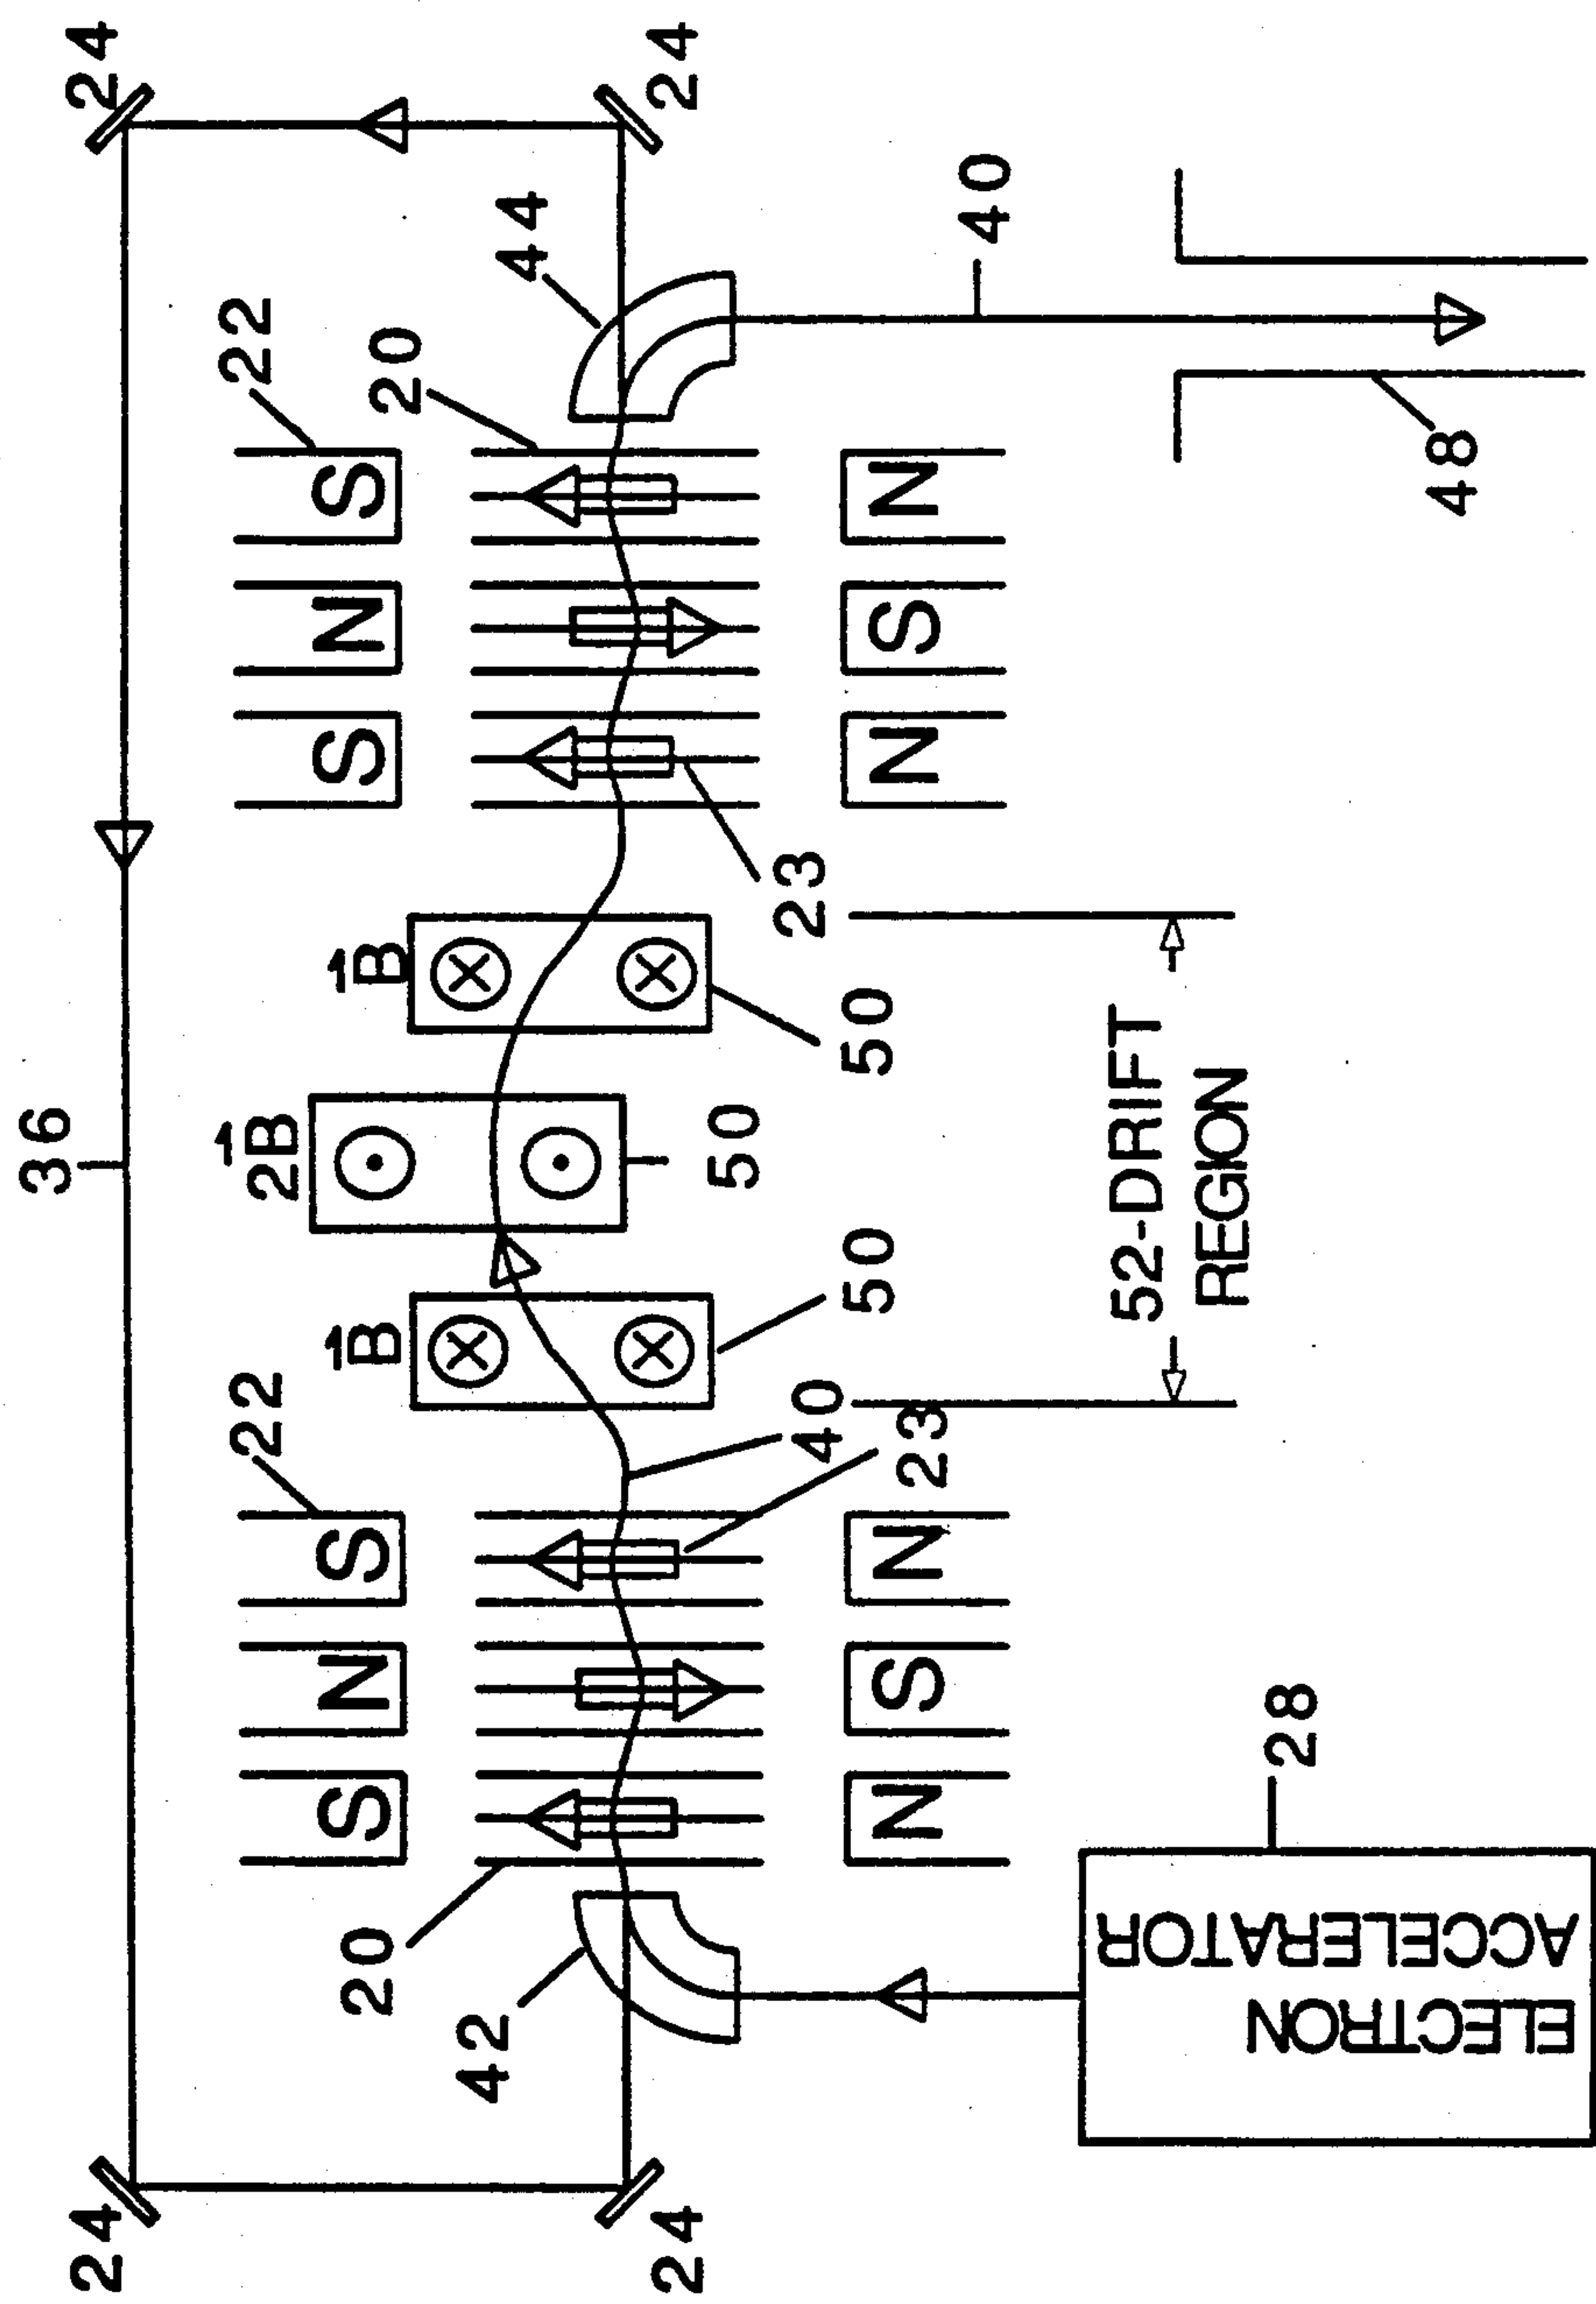 36
24
24
22
2B⃗
22
S N S
B⃗
B⃗
S N S
20
20
42
44
24
24
50
40
23
50
50
N S N
N S N
23
40
52-DRIFT
REGION
28
ELECTRON
ACCELERATOR
48